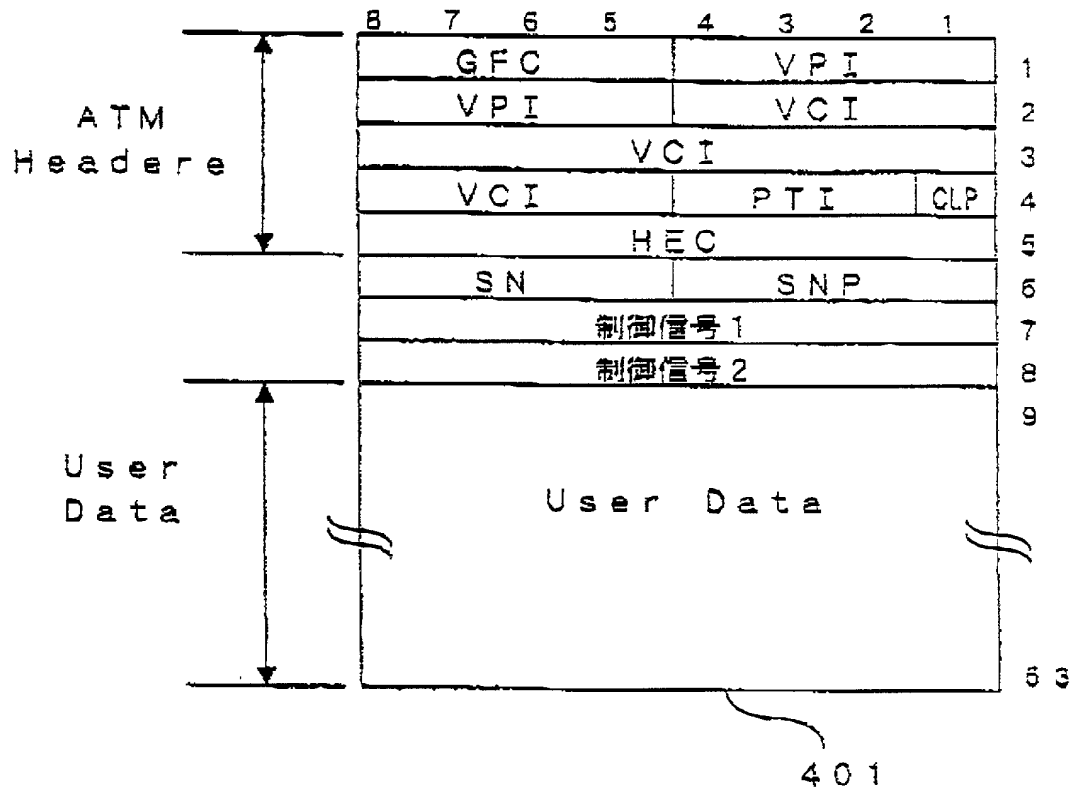 8 7 6 5 4 3 2 1
GFC VPI 1
VPI VCI 2
ATM
Headere
VCI 3
VCI PTI CLP 4
HEC 5
SN SNP 6
制御信号1 7
制御信号2 8
9
User
Data
User Data
63
401